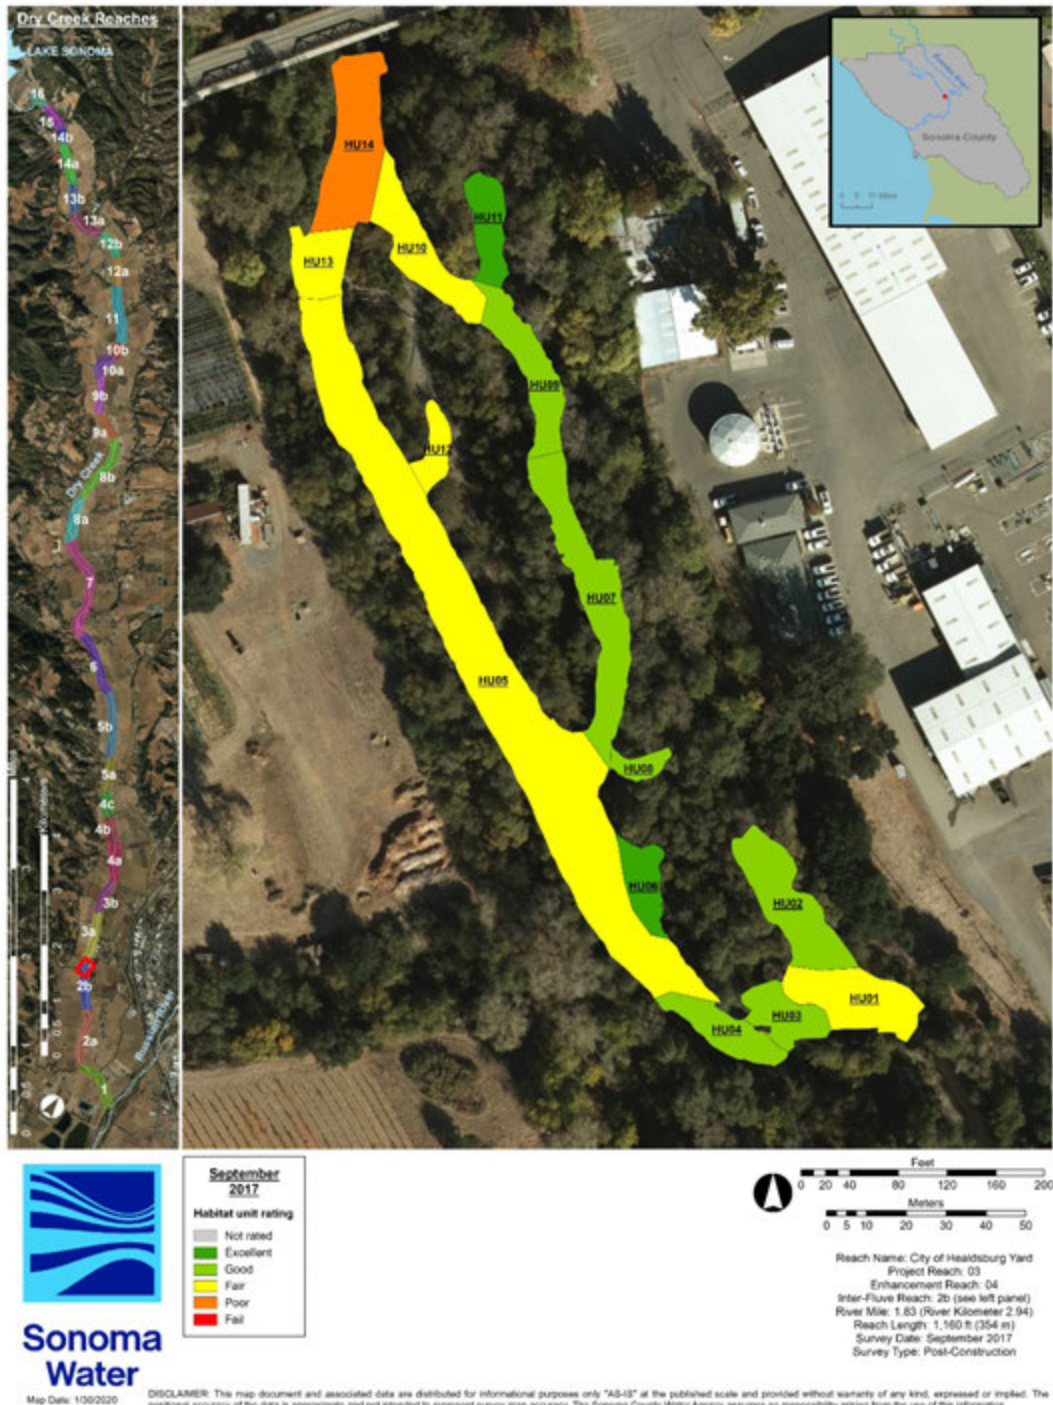 Dry Creek Reaches
LAKE SONOMA
16
15
14b
14a
13b
13a
12b
12a
11
10b
10a
9b
9a
Dry Creek
8b
8a
7
6
5b
5a
4c
4b
4a
3b
3a
2b
2a
1
Russian River
Kilometers
HU14
HU11
HU10
HU13
HU09
HU12
HU07
HU05
HU08
HU06
HU02
HU01
HU03
HU04
Russian River
Sonoma County
September
2017
Habitat unit rating
Not rated
Excellent
Good
Fair
Poor
Fail
Feet
0 20 40 80 120 160 200
Meters
0 5 10 20 30 40 50
Reach Name: City of Healdsburg Yard
Project Reach: 03
Enhancement Reach: 04
Inter-Fluve Reach: 2b (see left panel)
River Mile: 1.83 (River Kilometer 2.94)
Reach Length: 1,160 ft (354 m)
Survey Date: September 2017
Survey Type: Post-Construction
Sonoma
Water
Map Date: 1/30/2020
DISCLAIMER: This map document and associated data are distributed for informational purposes only "AS-IS" at the published scale and provided without warranty of any kind, expressed or implied. The